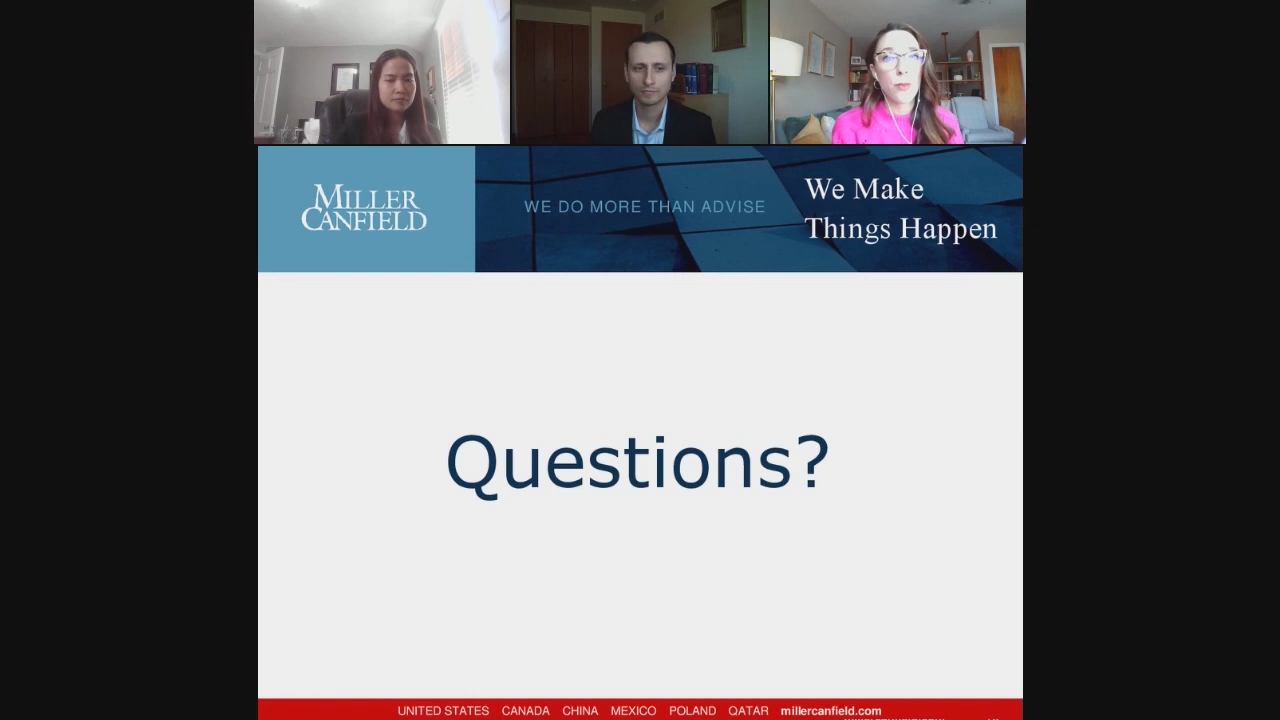 MILLER
CANFIELD
WE DO MORE THAN ADVISE
We Make
Things Happen
Questions?
UNITED STATES CANADA CHINA MEXICO POLAND QATAR millercanfield.com